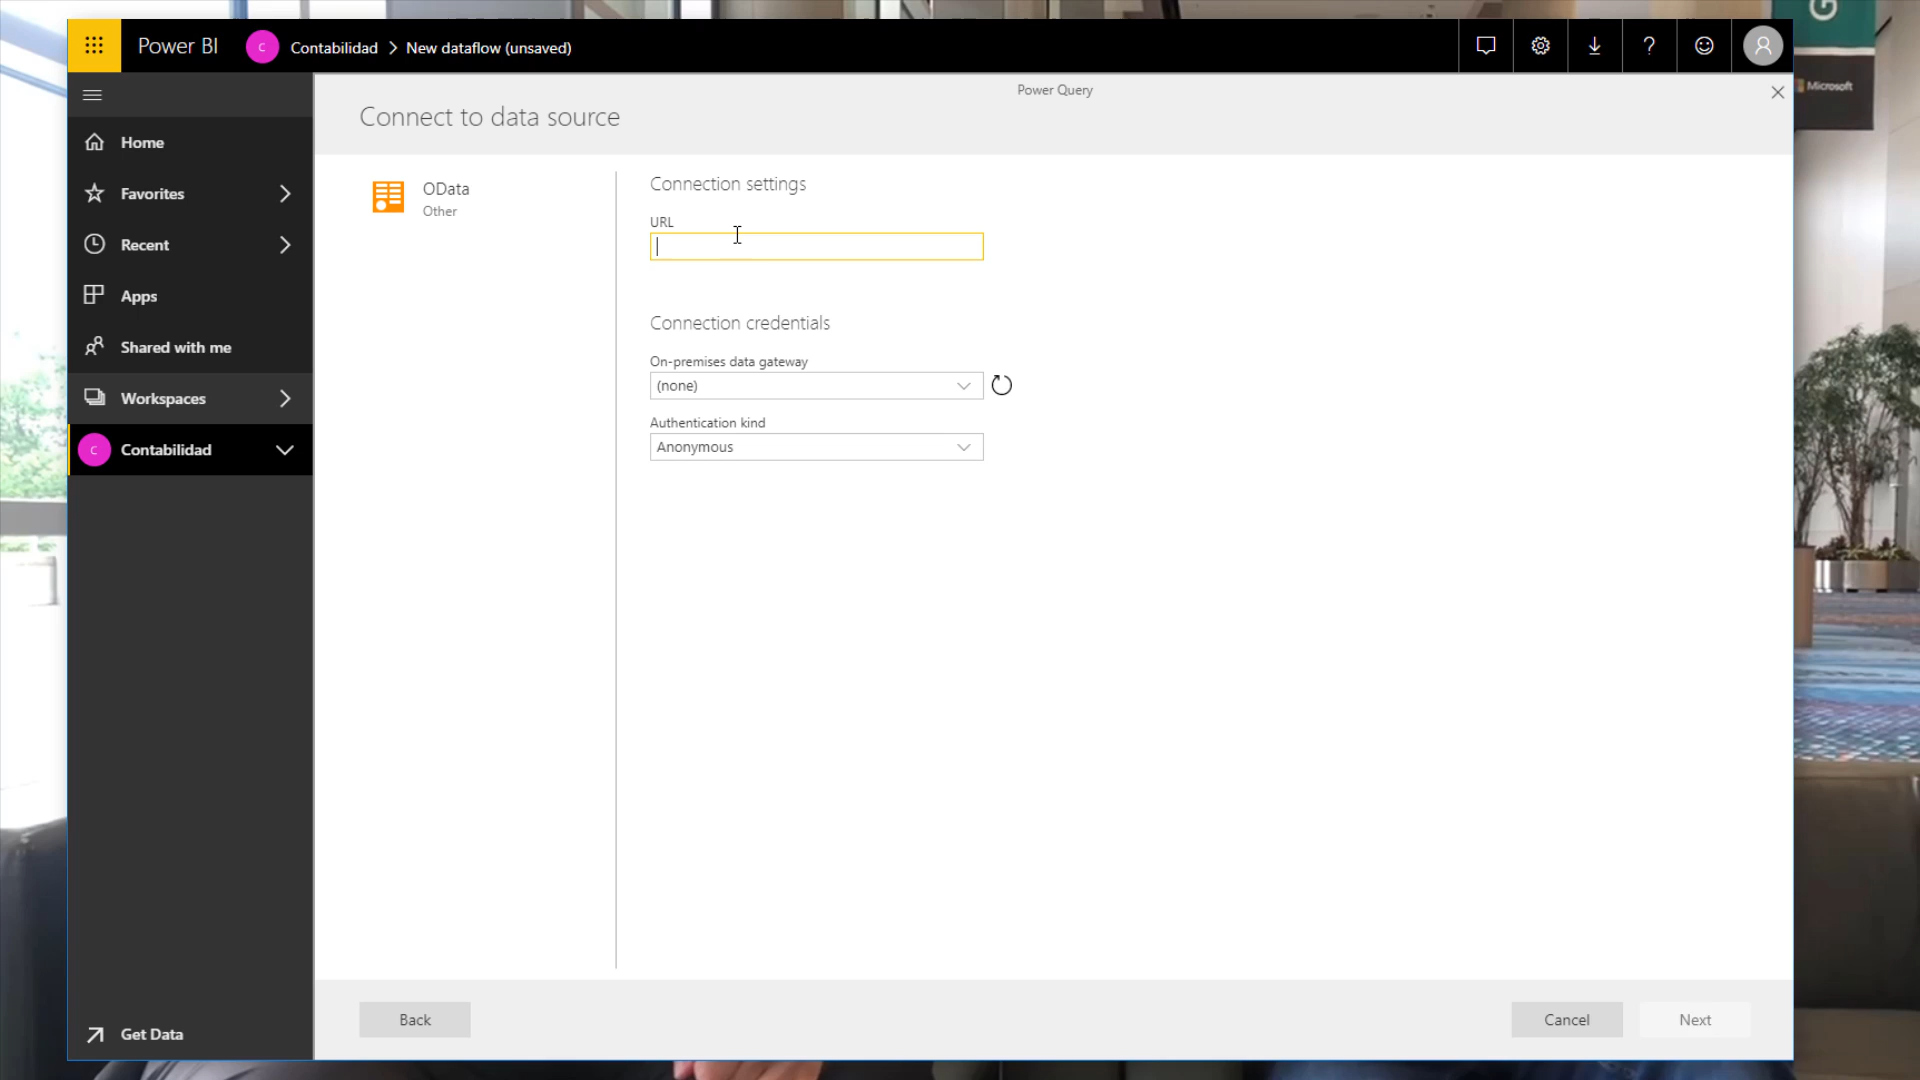 Power BI
C
Contabilidad > New dataflow (unsaved)
?
G
Microsoft
Power Query
Connect to data source
Home
Favorites
Recent
Apps
Shared with me
Workspaces
C
Contabilidad
Get Data
OData
Other
Connection settings
URL
Connection credentials
On-premises data gateway
(none)
Authentication kind
Anonymous
Back
Cancel
Next